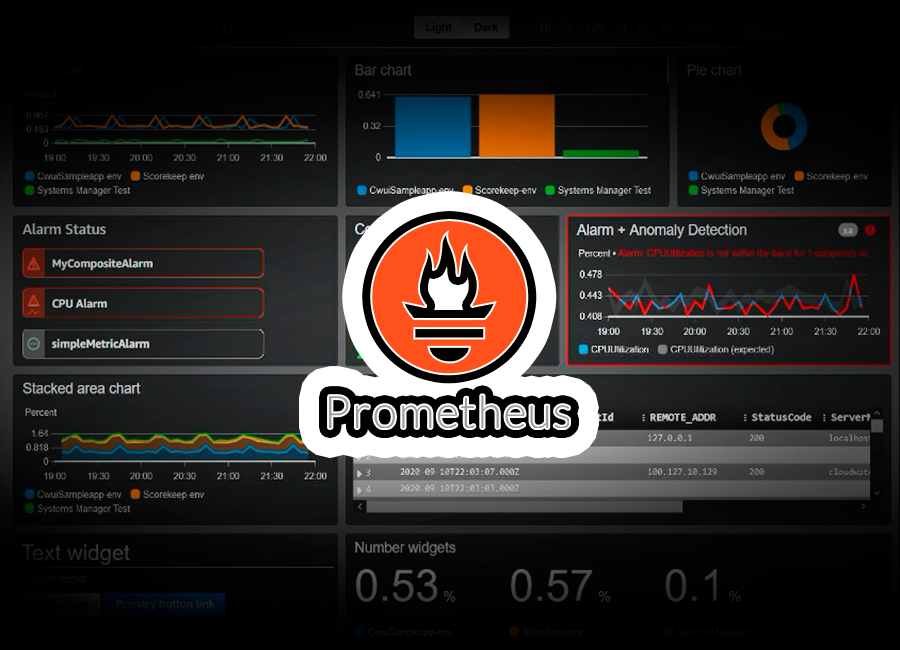 Light Dark
1h 12h
Bar chart
Pie chart
Percent
0.483
0
19:00 19:30 20:00 20:30 21:00 21:30 22:00
CwuiSampleapp-env Scorekeep-env
Systems Manager Test
0.641
0.32
0
CwuiSampleapp-env Scorekeep-env Systems Manager Test
CwuiSampleapp-env Scorekeep-env
Systems Manager Test
Alarm Status
MyCompositeAlarm
CPU Alarm
simpleMetricAlarm
Alarm + Anomaly Detection
Percent • Alarm: CPUUtilization is not within the band for 1 datapoints wi...
0.478
0.443
0.408
19:00 19:30 20:00 20:30 21:00 21:30 22:00
CPUUtilization CPUUtilization (expected)
Prometheus
Stacked area chart
Percent
1.64
0.818
0
19:00 19:30 20:00 20:30 21:00 21:30 22:00
CwuiSampleapp-env Scorekeep-env
Systems Manager Test
REMOTE_ADDR StatusCode
127.0.0.1 200
3 2020-09-10T22:03:07.000Z 100.127.10.129 200
4 2020-09-10T22:03:07.000Z
Text widget
Primary button link
Number widgets
0.53 % 0.57 % 0.1 %
CwuiSampleapp-env Scorekeep-env Systems Manager Test